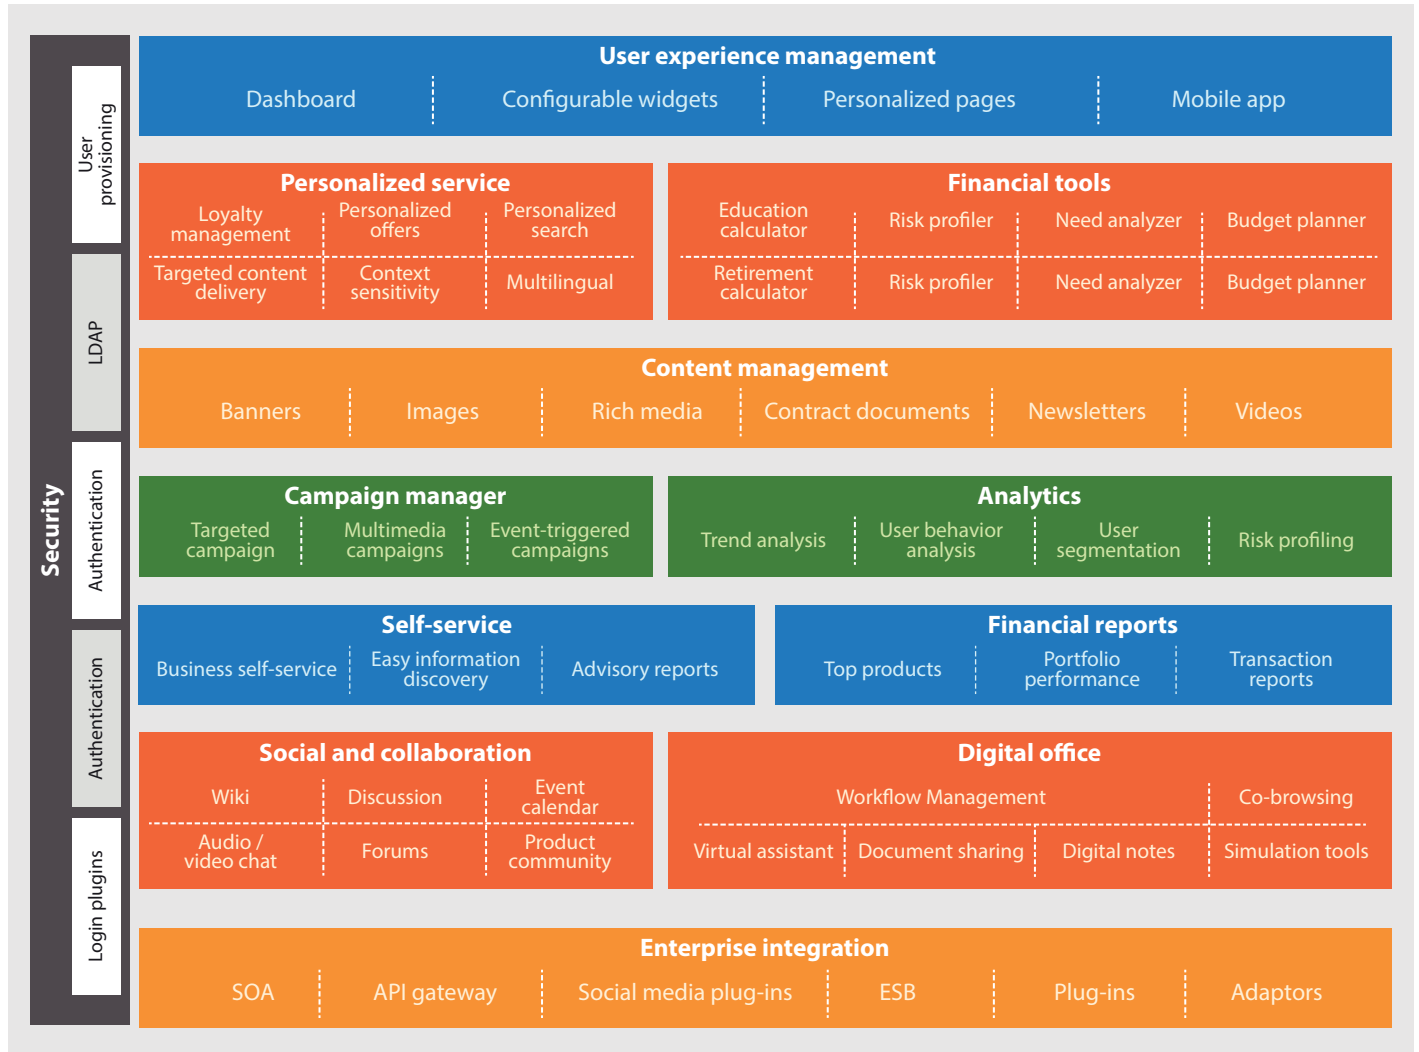 Security
User
provisioning
LDAP
Authentication
Authentication
Login plugins
User experience management
Dashboard
Configurable widgets
Personalized pages
Mobile app
Personalized service
Loyalty
management
Personalized
offers
Personalized
search
Targeted content
delivery
Context
sensitivity
Multilingual
Financial tools
Education
calculator
Risk profiler
Need analyzer
Budget planner
Retirement
calculator
Risk profiler
Need analyzer
Budget planner
Content management
Banners
Images
Rich media
Contract documents
Newsletters
Videos
Campaign manager
Targeted
campaign
Multimedia
campaigns
Event-triggered
campaigns
Analytics
Trend analysis
User behavior
analysis
User
segmentation
Risk profiling
Self-service
Business self-service
Easy information
discovery
Advisory reports
Financial reports
Top products
Portfolio
performance
Transaction
reports
Social and collaboration
Wiki
Discussion
Event
calendar
Audio /
video chat
Forums
Product
community
Digital office
Workflow Management
Co-browsing
Virtual assistant
Document sharing
Digital notes
Simulation tools
Enterprise integration
SOA
API gateway
Social media plug-ins
ESB
Plug-ins
Adaptors